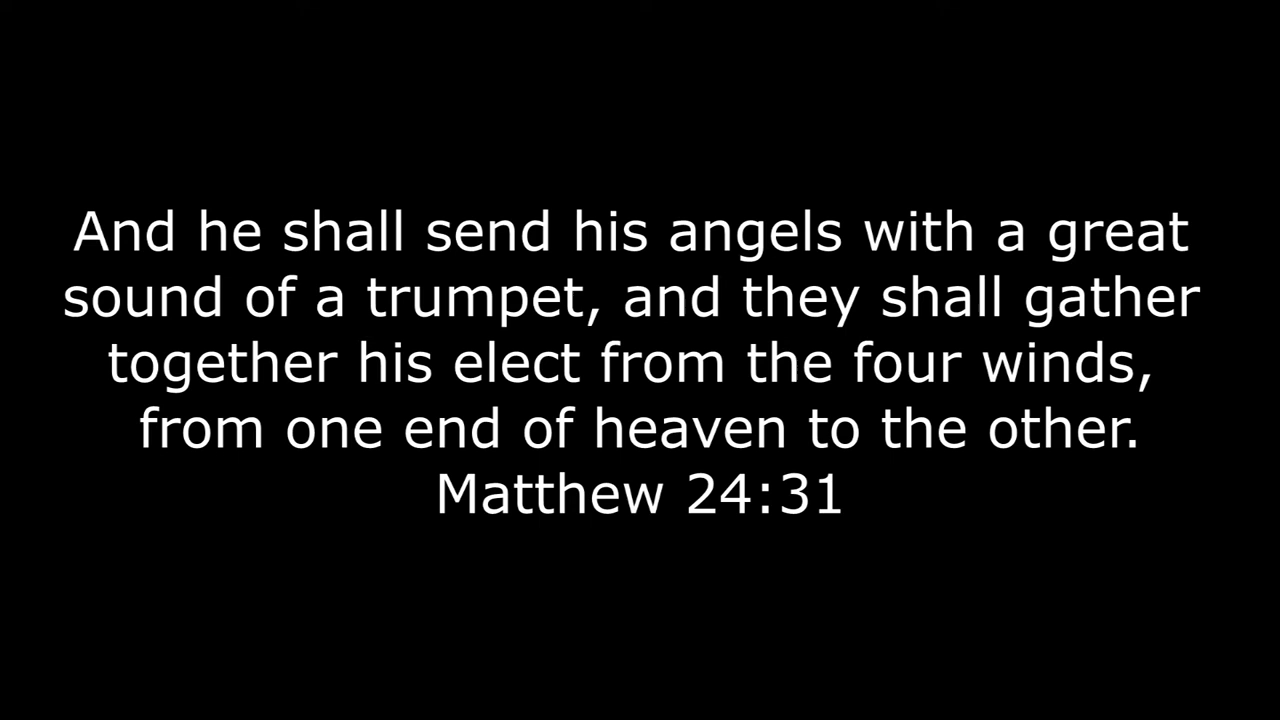 And he shall send his angels with a great
sound of a trumpet, and they shall gather
together his elect from the four winds,
from one end of heaven to the other.
Matthew 24:31